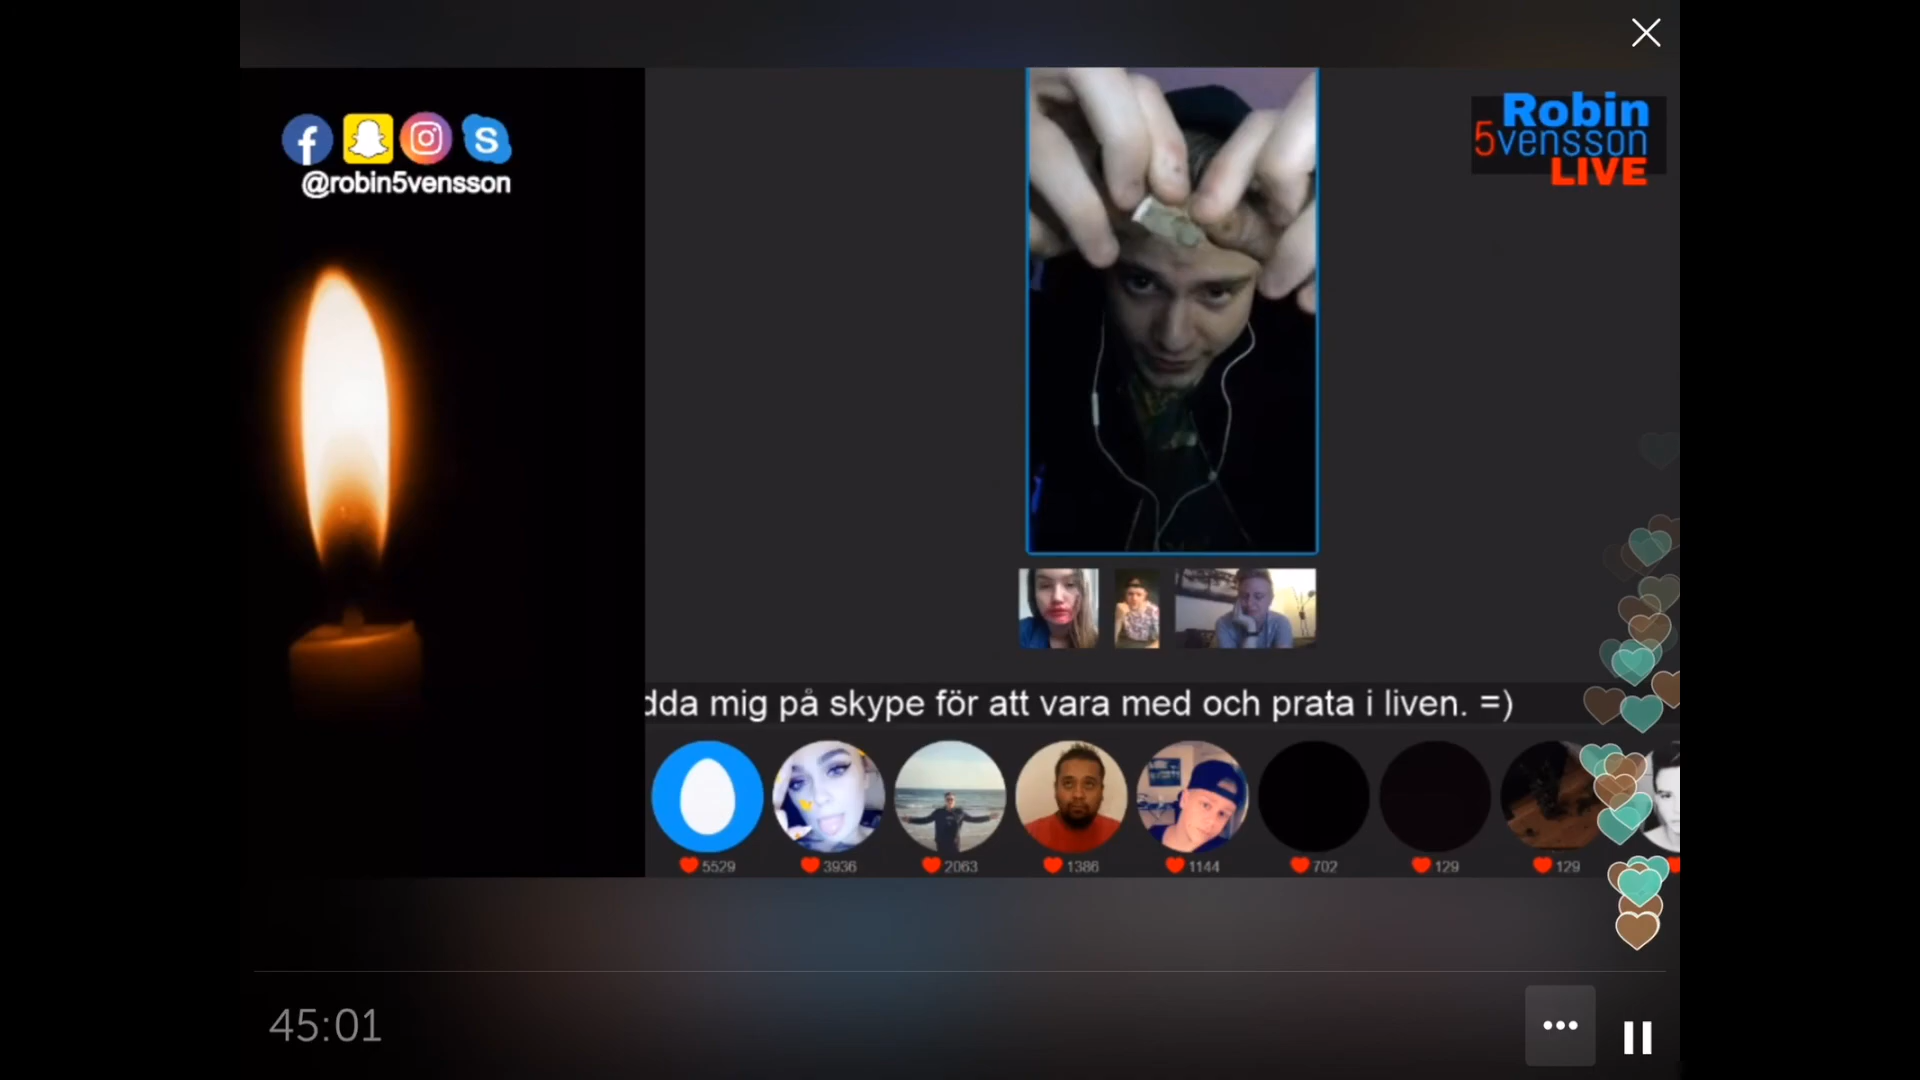 @robin5vensson
Robin
5vensson
LIVE
dda mig på skype för att vara med och prata i liven. =)
5529
3936
2063
1386
1144
702
129
129
45:01